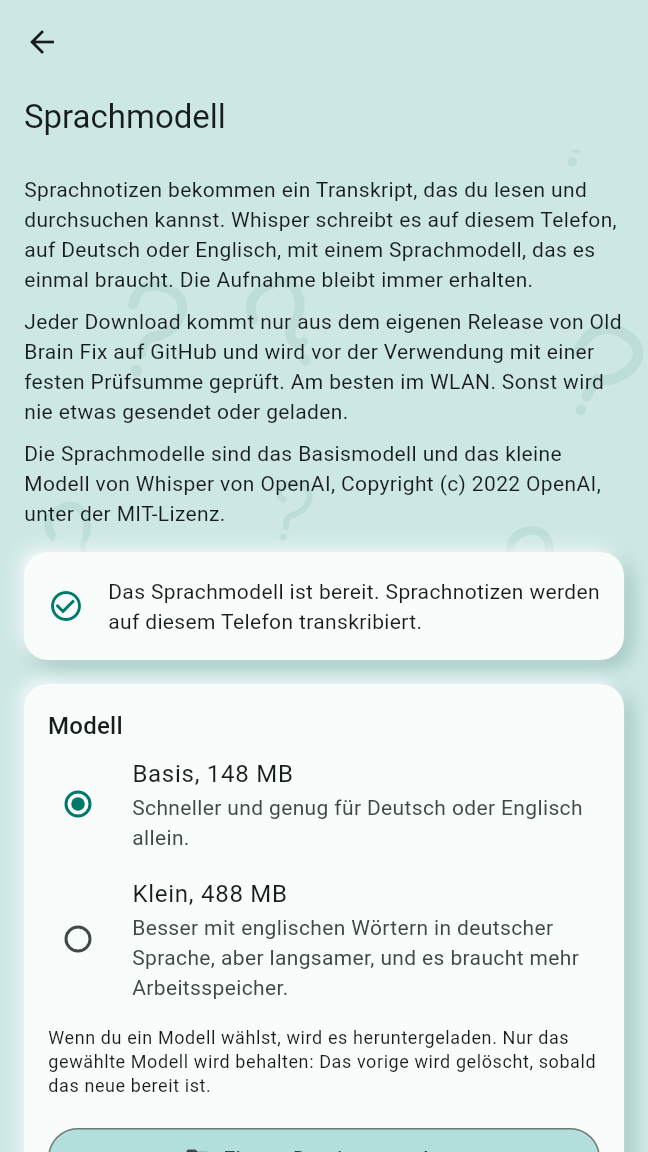 Sprachmodell
Sprachnotizen bekommen ein Transkript, das du lesen und
durchsuchen kannst. Whisper schreibt es auf diesem Telefon,
auf Deutsch oder Englisch, mit einem Sprachmodell, das es
einmal braucht. Die Aufnahme bleibt immer erhalten.
Jeder Download kommt nur aus dem eigenen Release von Old
Brain Fix auf GitHub und wird vor der Verwendung mit einer
festen Prüfsumme geprüft. Am besten im WLAN. Sonst wird
nie etwas gesendet oder geladen.
Die Sprachmodelle sind das Basismodell und das kleine
Modell von Whisper von OpenAI, Copyright (c) 2022 OpenAI,
unter der MIT-Lizenz.
Das Sprachmodell ist bereit. Sprachnotizen werden
auf diesem Telefon transkribiert.
Modell
Basis, 148 MB
Schneller und genug für Deutsch oder Englisch
allein.
Klein, 488 MB
Besser mit englischen Wörtern in deutscher
Sprache, aber langsamer, und es braucht mehr
Arbeitsspeicher.
Wenn du ein Modell wählst, wird es heruntergeladen. Nur das
gewählte Modell wird behalten: Das vorige wird gelöscht, sobald
das neue bereit ist.